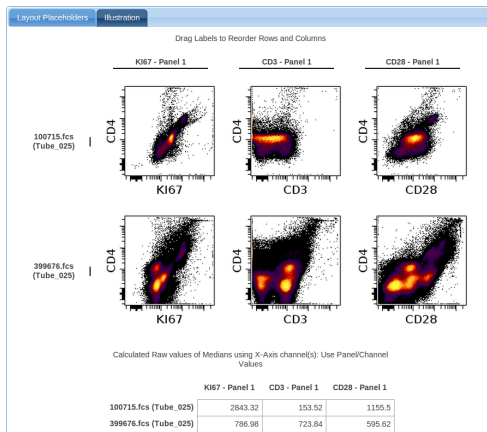 Layout Placeholders Illustration
Drag Labels to Reorder Rows and Columns
KI67 - Panel 1 CD3 - Panel 1 CD28 - Panel 1
100715.fcs
(Tube_025)
CD4 CD4 CD4
KI67 CD3 CD28
399676.fcs
(Tube_025)
CD4 CD4 CD4
KI67 CD3 CD28
Calculated Raw values of Medians using X-Axis channel(s): Use Panel/Channel
Values
KI67 - Panel 1 CD3 - Panel 1 CD28 - Panel 1
100715.fcs (Tube_025) 2843.32 153.52 1155.5
399676.fcs (Tube_025) 786.98 723.84 595.62